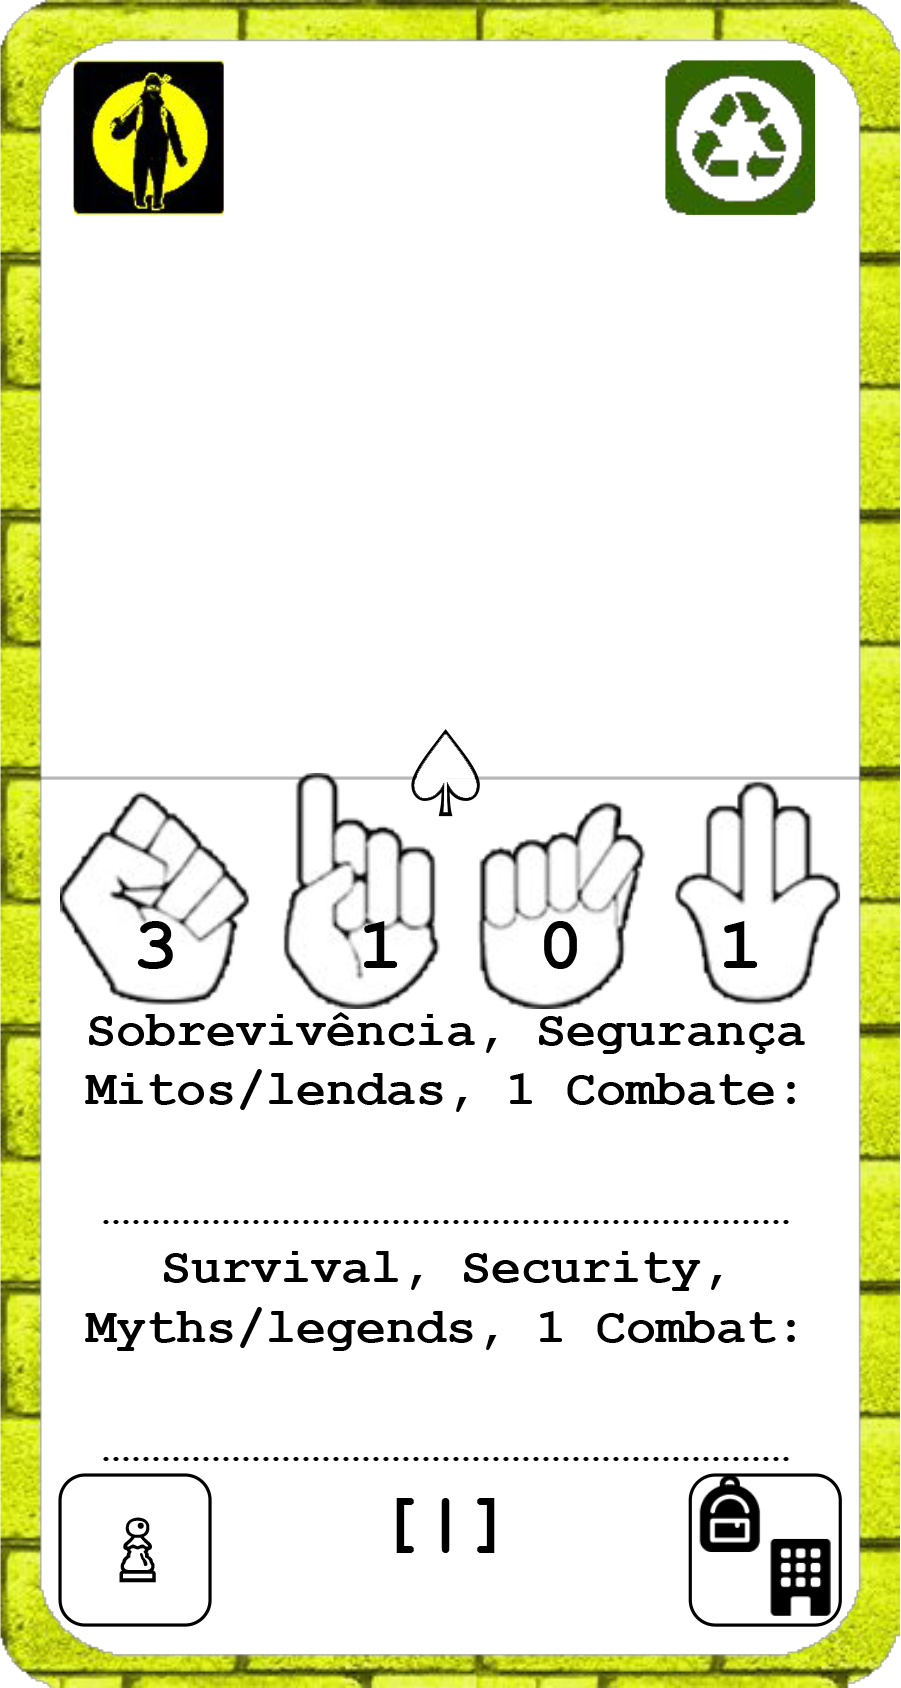 3 1 0 1
Sobrevivência, Segurança
Mitos/lendas, 1 Combate:
Survival, Security,
Myths/legends, 1 Combat:
[|]